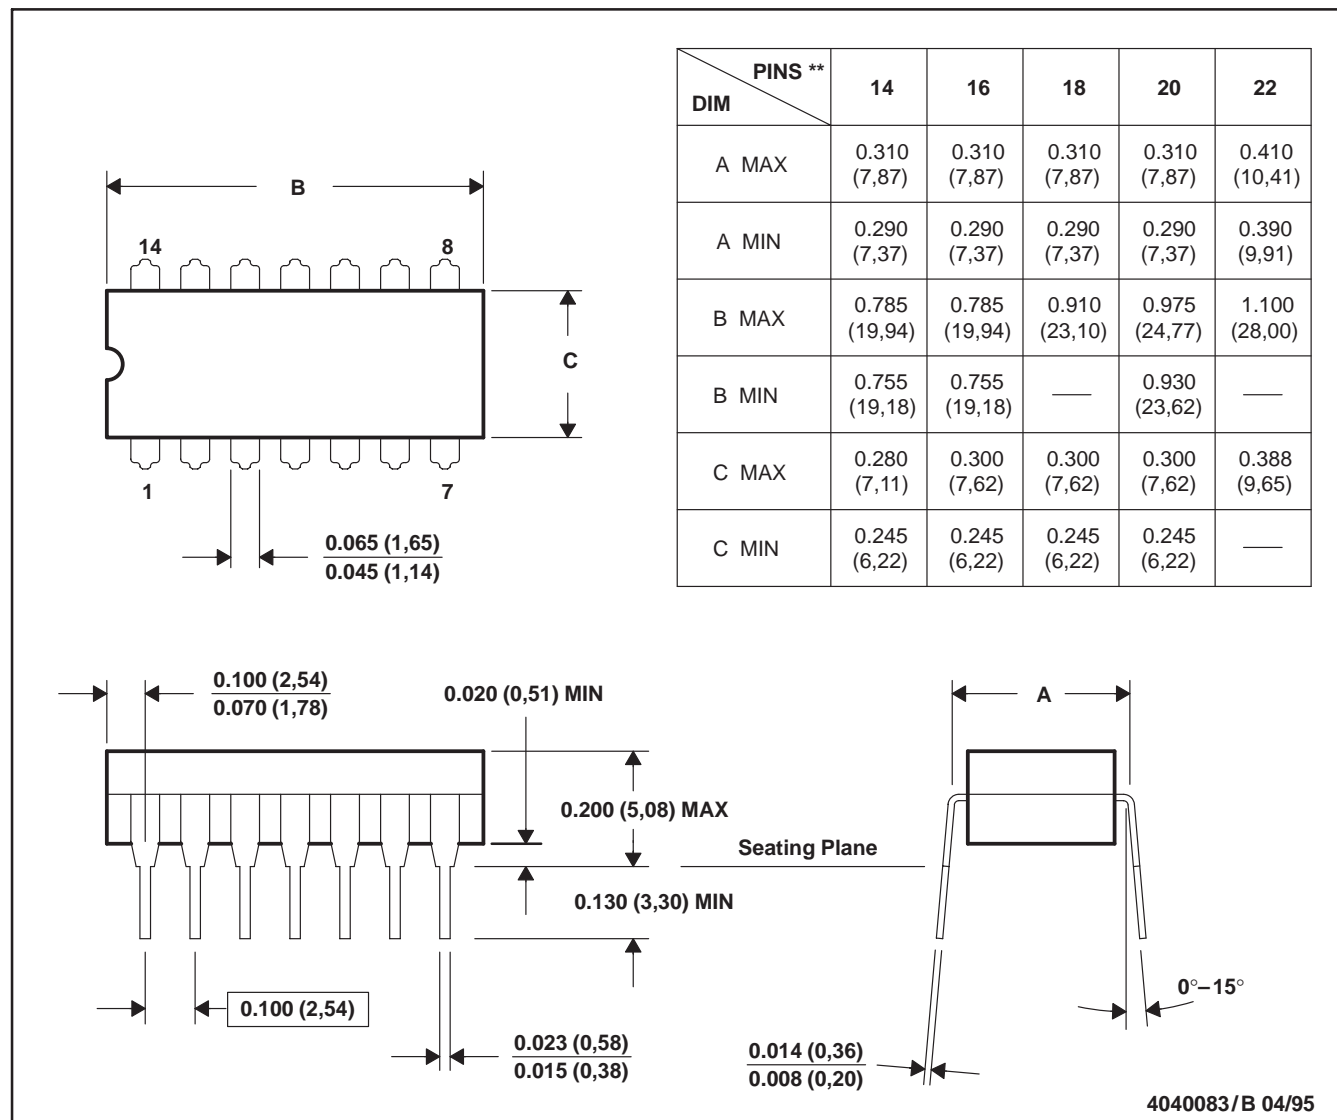 PINS **
DIM
14 16 18 20 22
A MAX 0.310 (7,87) 0.310 (7,87) 0.310 (7,87) 0.310 (7,87) 0.410 (10,41)
A MIN 0.290 (7,37) 0.290 (7,37) 0.290 (7,37) 0.290 (7,37) 0.390 (9,91)
B MAX 0.785 (19,94) 0.785 (19,94) 0.910 (23,10) 0.975 (24,77) 1.100 (28,00)
B MIN 0.755 (19,18) 0.755 (19,18) — 0.930 (23,62) —
C MAX 0.280 (7,11) 0.300 (7,62) 0.300 (7,62) 0.300 (7,62) 0.388 (9,65)
C MIN 0.245 (6,22) 0.245 (6,22) 0.245 (6,22) 0.245 (6,22) —
B
14 8
C
1 7
0.065 (1,65)
0.045 (1,14)
0.100 (2,54)
0.070 (1,78)
0.020 (0,51) MIN
A
0.200 (5,08) MAX
Seating Plane
0.130 (3,30) MIN
0.100 (2,54)
0°–15°
0.023 (0,58)
0.015 (0,38)
0.014 (0,36)
0.008 (0,20)
4040083/B 04/95